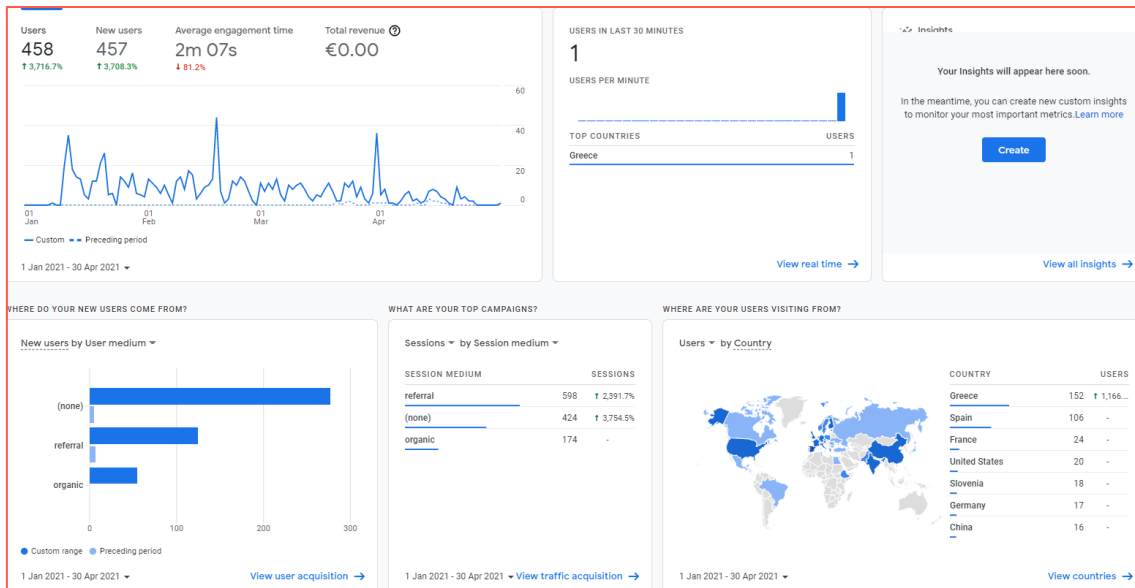 Users New users Average engagement time Total revenue
458 457 2m 07s €0.00
↑ 3,716.7% ↑ 3,708.3% ↓ 81.2%
60
40
20
0
01 01 01 01
Jan Feb Mar Apr
Custom Preceding period
1 Jan 2021 - 30 Apr 2021
USERS IN LAST 30 MINUTES
1
USERS PER MINUTE
TOP COUNTRIES USERS
Greece 1
View real time
Insights
Your Insights will appear here soon.
In the meantime, you can create new custom insights
to monitor your most important metrics.Learn more
Create
View all insights
WHERE DO YOUR NEW USERS COME FROM?
New users by User medium
(none)
referral
organic
0 100 200 300
Custom range Preceding period
1 Jan 2021 - 30 Apr 2021 View user acquisition
WHAT ARE YOUR TOP CAMPAIGNS?
Sessions by Session medium
SESSION MEDIUM SESSIONS
referral 598 ↑ 2,391.7%
(none) 424 ↑ 3,754.5%
organic 174 -
1 Jan 2021 - 30 Apr 2021 View traffic acquisition
WHERE ARE YOUR USERS VISITING FROM?
Users by Country
COUNTRY USERS
Greece 152 ↑ 1,166....
Spain 106 -
France 24 -
United States 20 -
Slovenia 18 -
Germany 17 -
China 16 -
1 Jan 2021 - 30 Apr 2021 View countries